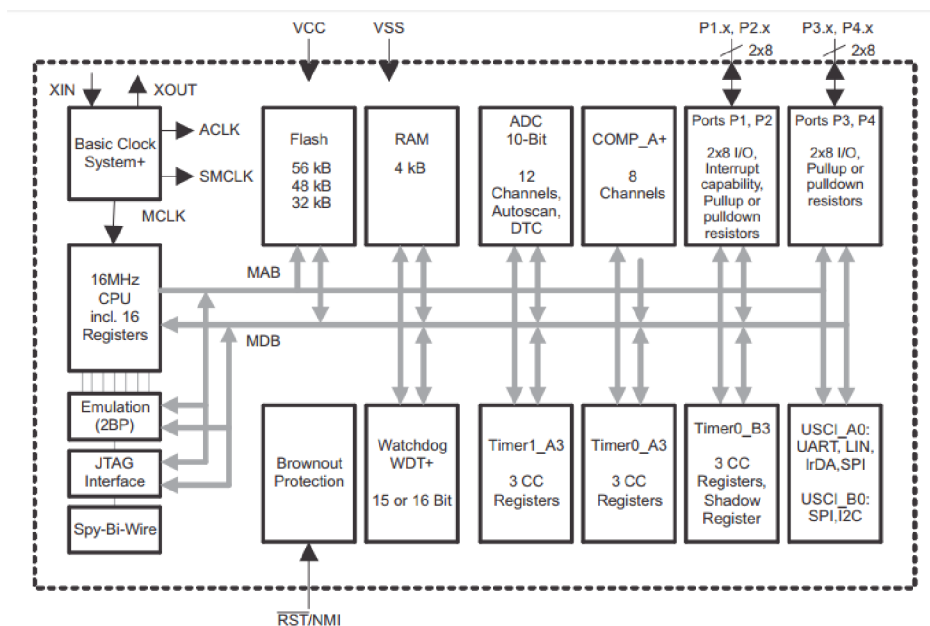 VCC
VSS
P1.x, P2.x
2x8
P3.x, P4.x
2x8
XIN
XOUT
Basic Clock
System+
ACLK
SMCLK
MCLK
Flash
56 kB
48 kB
32 kB
RAM
4 kB
ADC
10-Bit
12
Channels,
Autoscan,
DTC
COMP_A+
8
Channels
Ports P1, P2
2x8 I/O,
Interrupt
capability,
Pullup or
pulldown
resistors
Ports P3, P4
2x8 I/O,
Pullup or
pulldown
resistors
16MHz
CPU
incl. 16
Registers
MAB
MDB
Emulation
(2BP)
JTAG
Interface
Spy-Bi-Wire
Brownout
Protection
Watchdog
WDT+
15 or 16 Bit
Timer1_A3
3 CC
Registers
Timer0_A3
3 CC
Registers
Timer0_B3
3 CC
Registers,
Shadow
Register
USCI_A0:
UART, LIN,
IrDA,SPI
USCI_B0:
SPI,I2C
RST/NMI